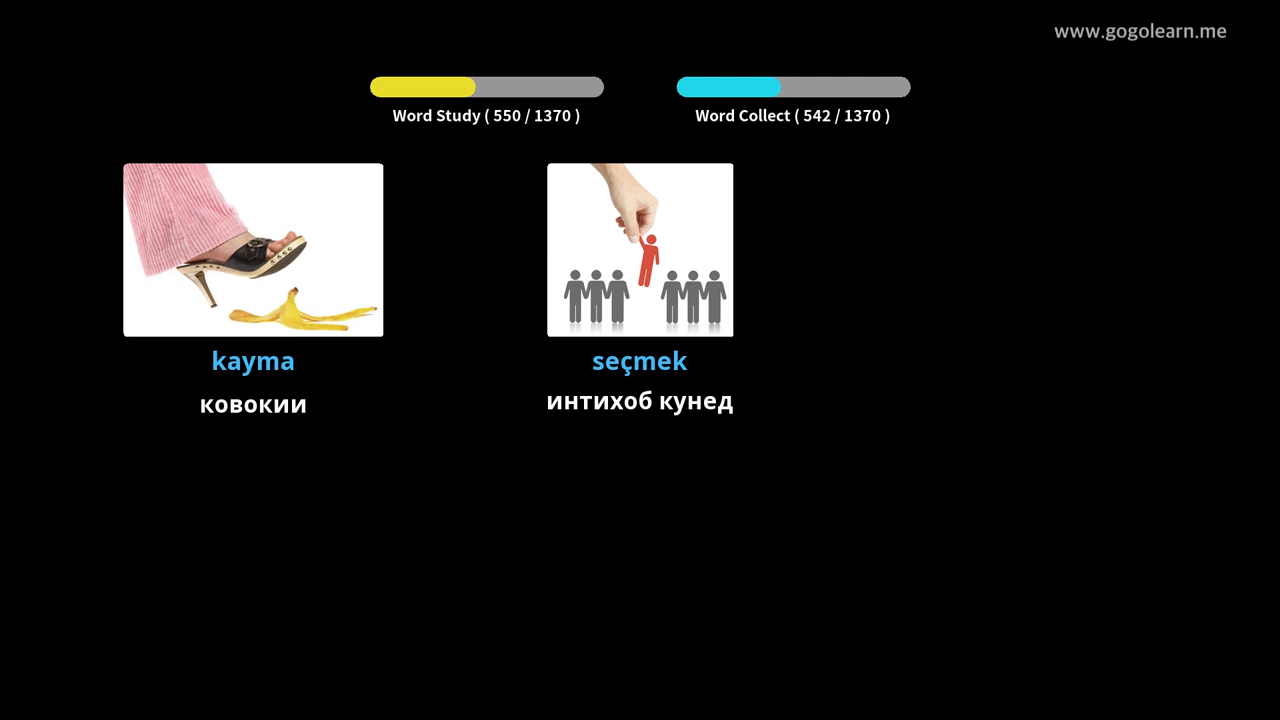 www.gogolearn.me
Word Study ( 550 / 1370 )
Word Collect ( 542 / 1370 )
kayma
ковокии
seçmek
интихоб кунед